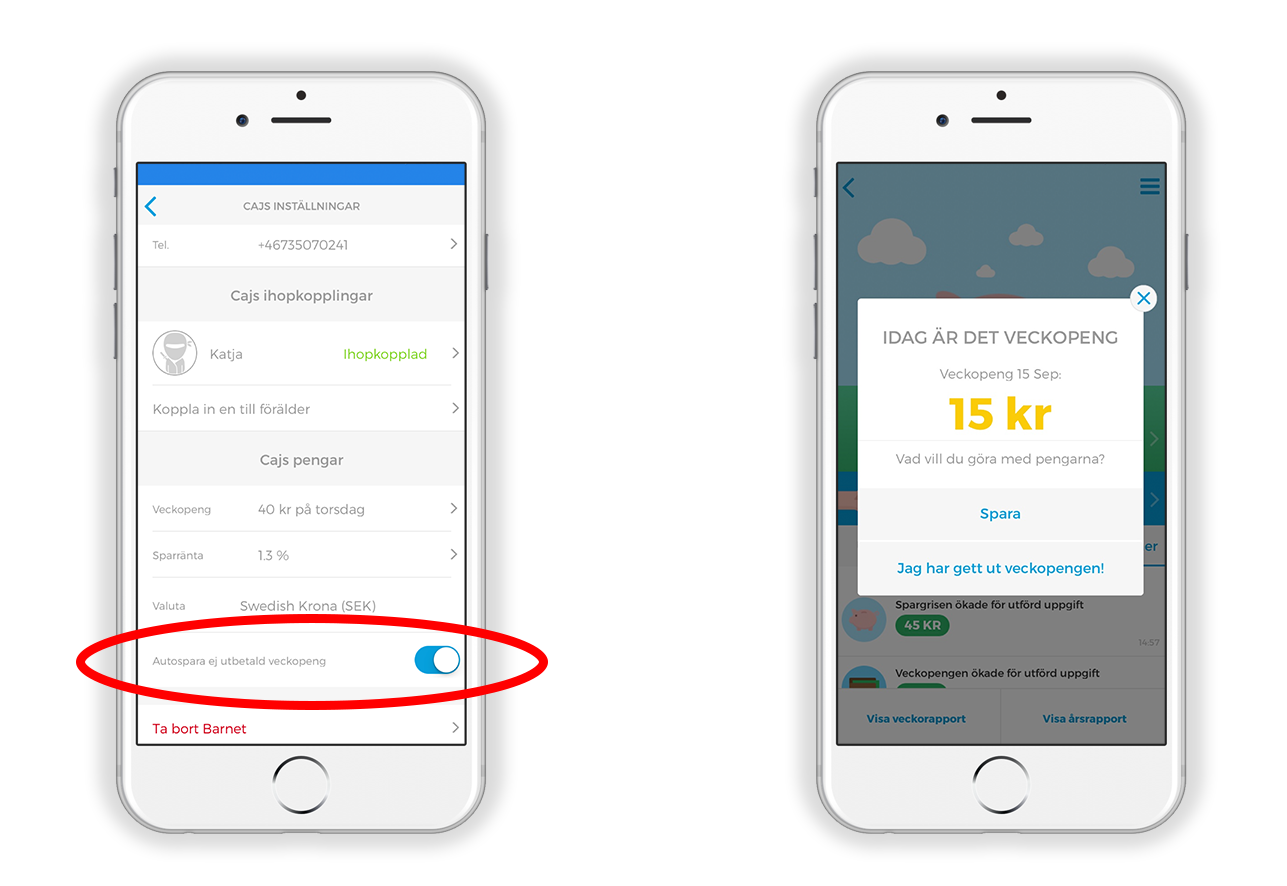 CAJS INSTÄLLNINGAR
Tel. +46735070241
Cajs ihopkopplingar
Katja Ihopkopplad
Koppla in en till förälder
Cajs pengar
Veckopeng 40 kr på torsdag
Sparränta 1.3 %
Valuta Swedish Krona (SEK)
Autospara ej utbetald veckopeng
Ta bort Barnet
IDAG ÄR DET VECKOPENG
Veckopeng 15 Sep:
15 kr
Vad vill du göra med pengarna?
Spara
er
Jag har gett ut veckopengen!
Spargrisen ökade för utförd uppgift
45 KR
14:57
Veckopengen ökade för utförd uppgift
Visa veckorapport Visa årsrapport